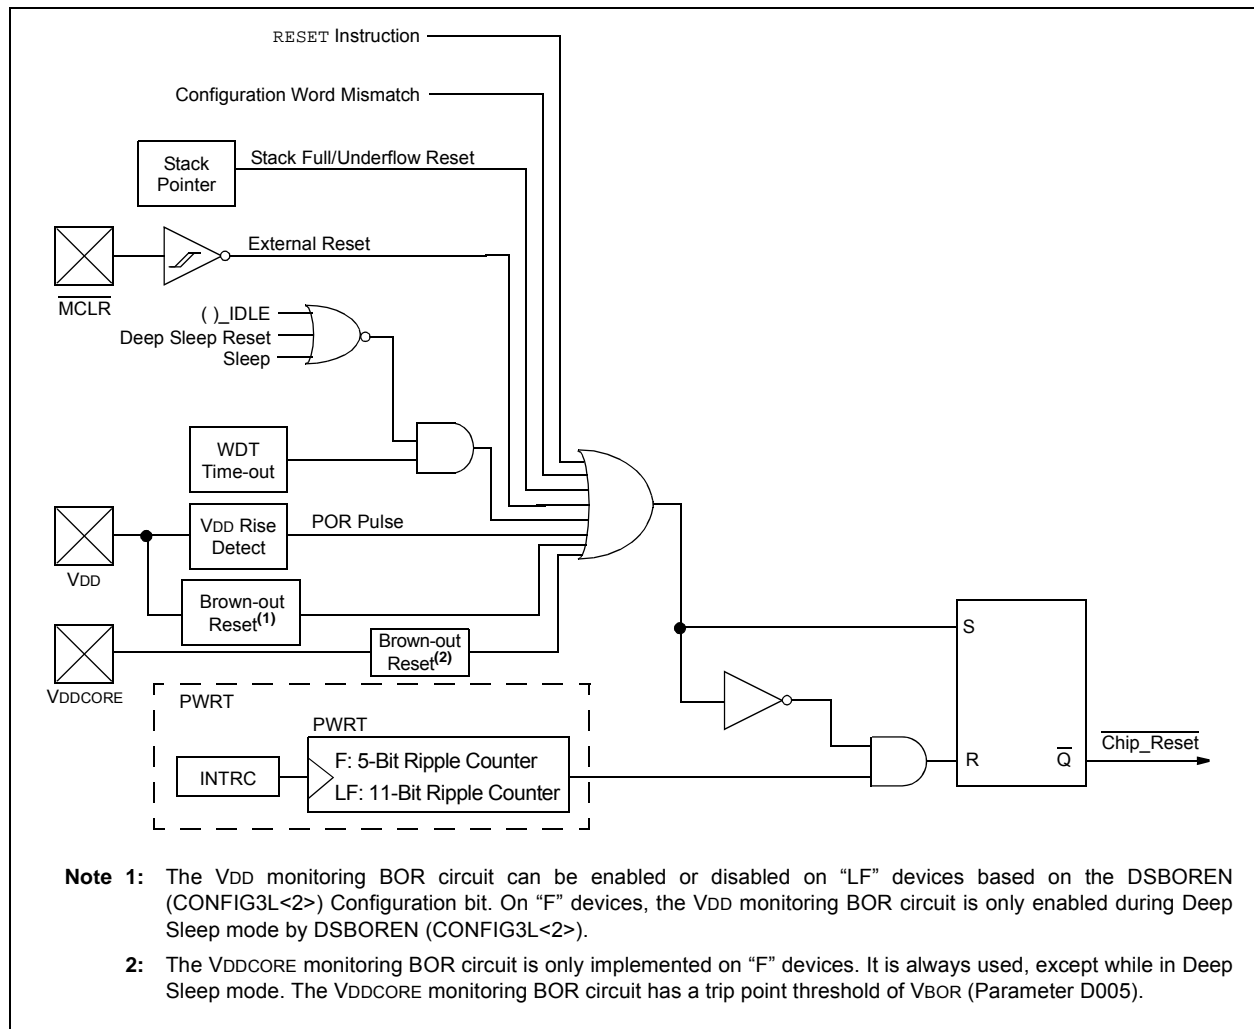 RESET Instruction
Configuration Word Mismatch
Stack
Pointer
Stack Full/Underflow Reset
External Reset
MCLR
( )_IDLE
Deep Sleep Reset
Sleep
WDT
Time-out
VDD Rise
Detect
POR Pulse
VDD
Brown-out
Reset(1)
Brown-out
Reset(2)
VDDCORE
S
PWRT
PWRT
INTRC
F: 5-Bit Ripple Counter
LF: 11-Bit Ripple Counter
R
Q
Chip_Reset
Note 1: The VDD monitoring BOR circuit can be enabled or disabled on “LF” devices based on the DSBOREN
(CONFIG3L<2>) Configuration bit. On “F” devices, the VDD monitoring BOR circuit is only enabled during Deep
Sleep mode by DSBOREN (CONFIG3L<2>).
2: The VDDCORE monitoring BOR circuit is only implemented on “F” devices. It is always used, except while in Deep
Sleep mode. The VDDCORE monitoring BOR circuit has a trip point threshold of VBOR (Parameter D005).